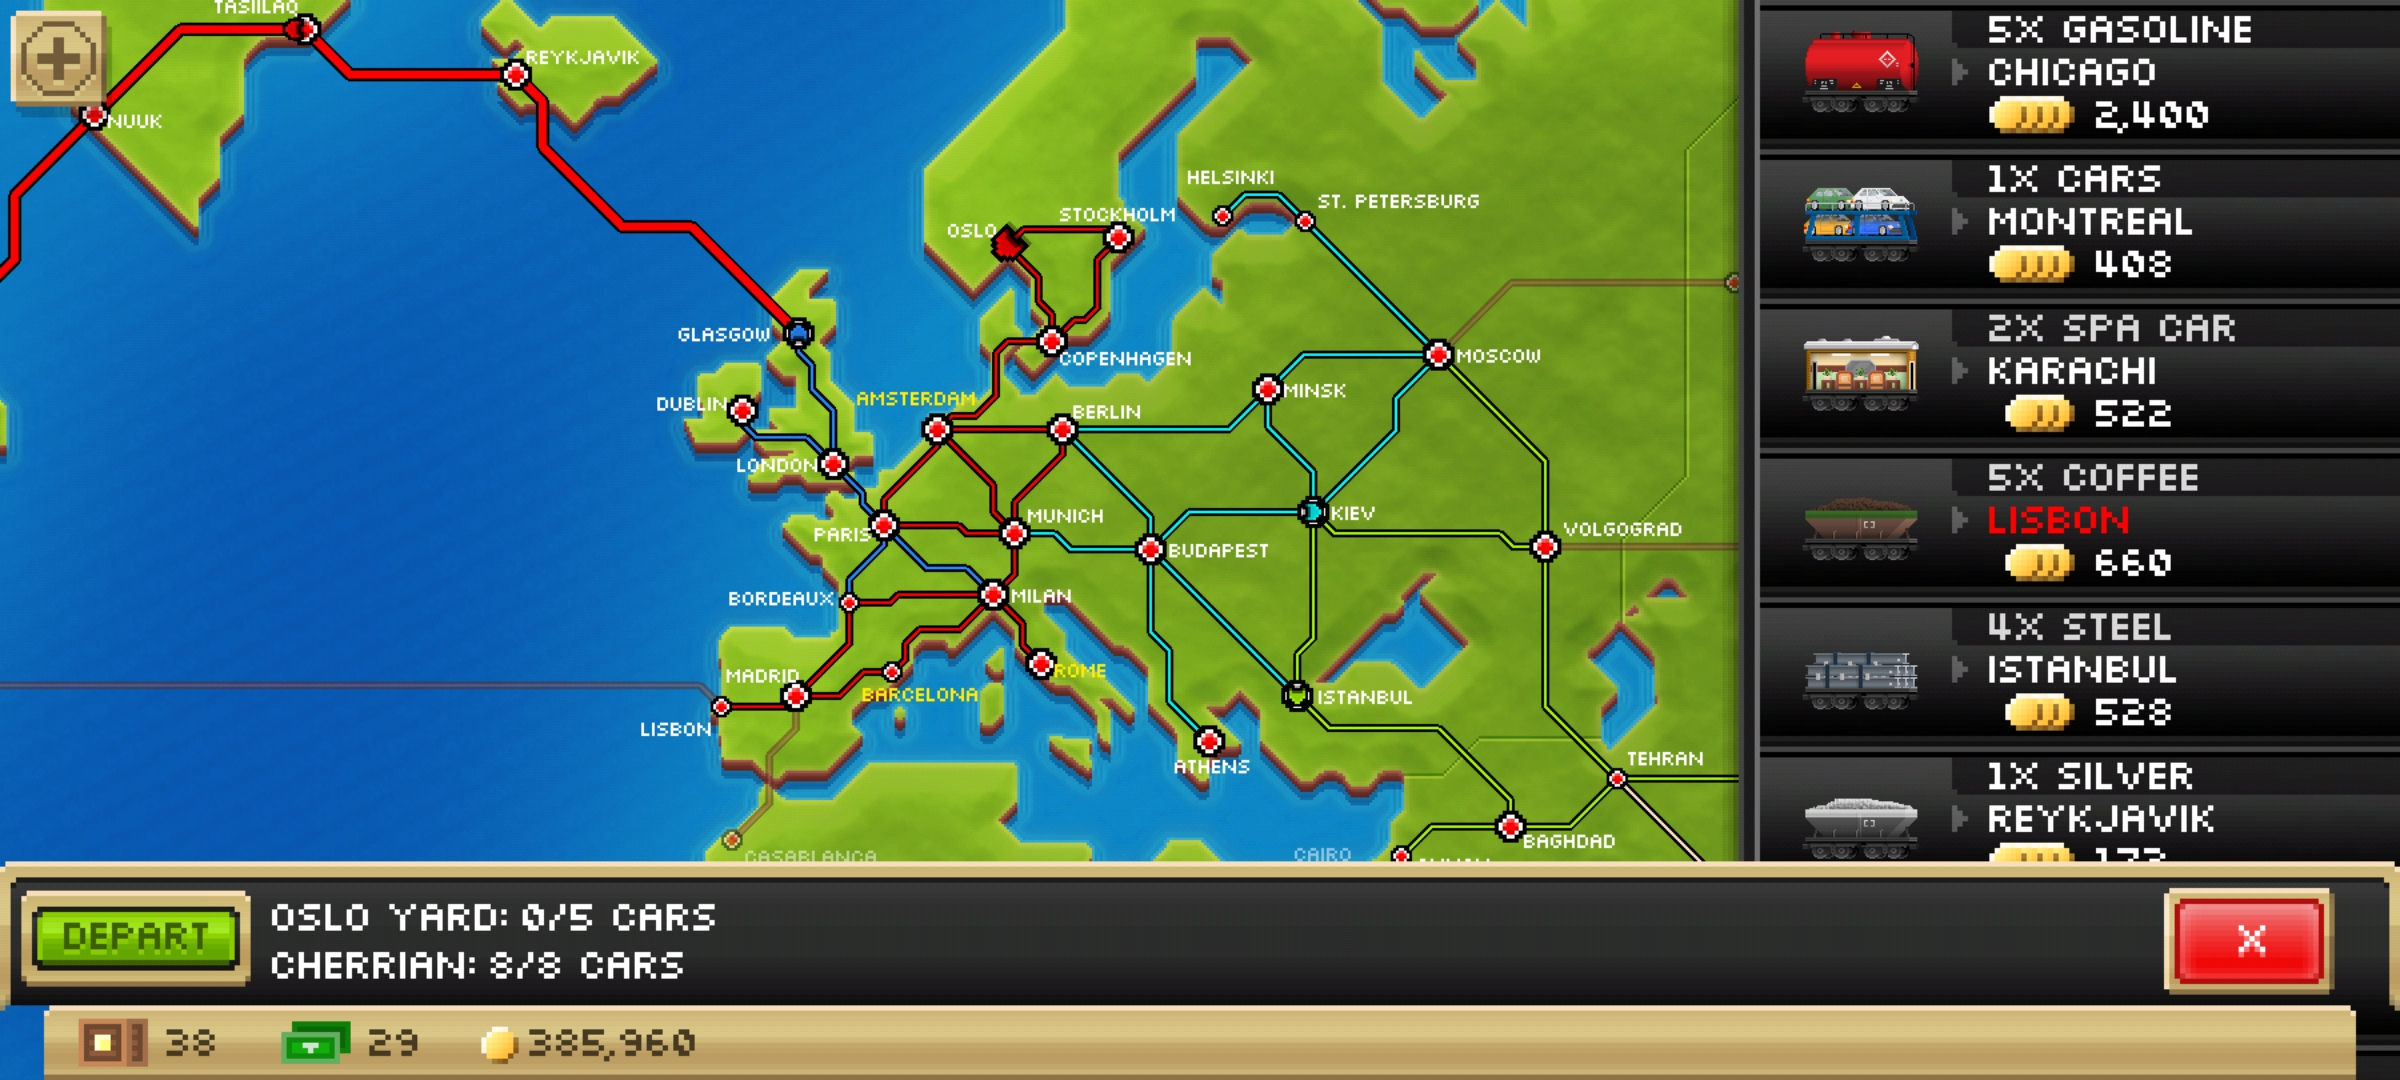 TASIILAQ
REYKJAVIK
NUUK
HELSINKI
ST. PETERSBURG
STOCKHOLM
OSLO
GLASGOW
COPENHAGEN
MOSCOW
MINSK
AMSTERDAM
DUBLIN
BERLIN
LONDON
MUNICH
KIEV
PARIS
VOLGOGRAD
BUDAPEST
BORDEAUX
MILAN
MADRID
ROME
BARCELONA
ISTANBUL
LISBON
ATHENS
TEHRAN
BAGHDAD
CASABLANCA
CAIRO
5X GASOLINE
CHICAGO
2,400
1X CARS
MONTREAL
408
2X SPA CAR
KARACHI
522
5X COFFEE
LISBON
660
4X STEEL
ISTANBUL
528
1X SILVER
REYKJAVIK
DEPART
OSLO YARD: 0/5 CARS
CHERRIAN: 8/8 CARS
X
38
29
385,960